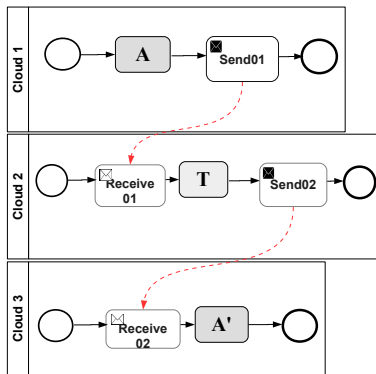 Cloud 1
A
Send01
Cloud 2
Receive
01
T
Send02
Cloud 3
Receive
02
A'